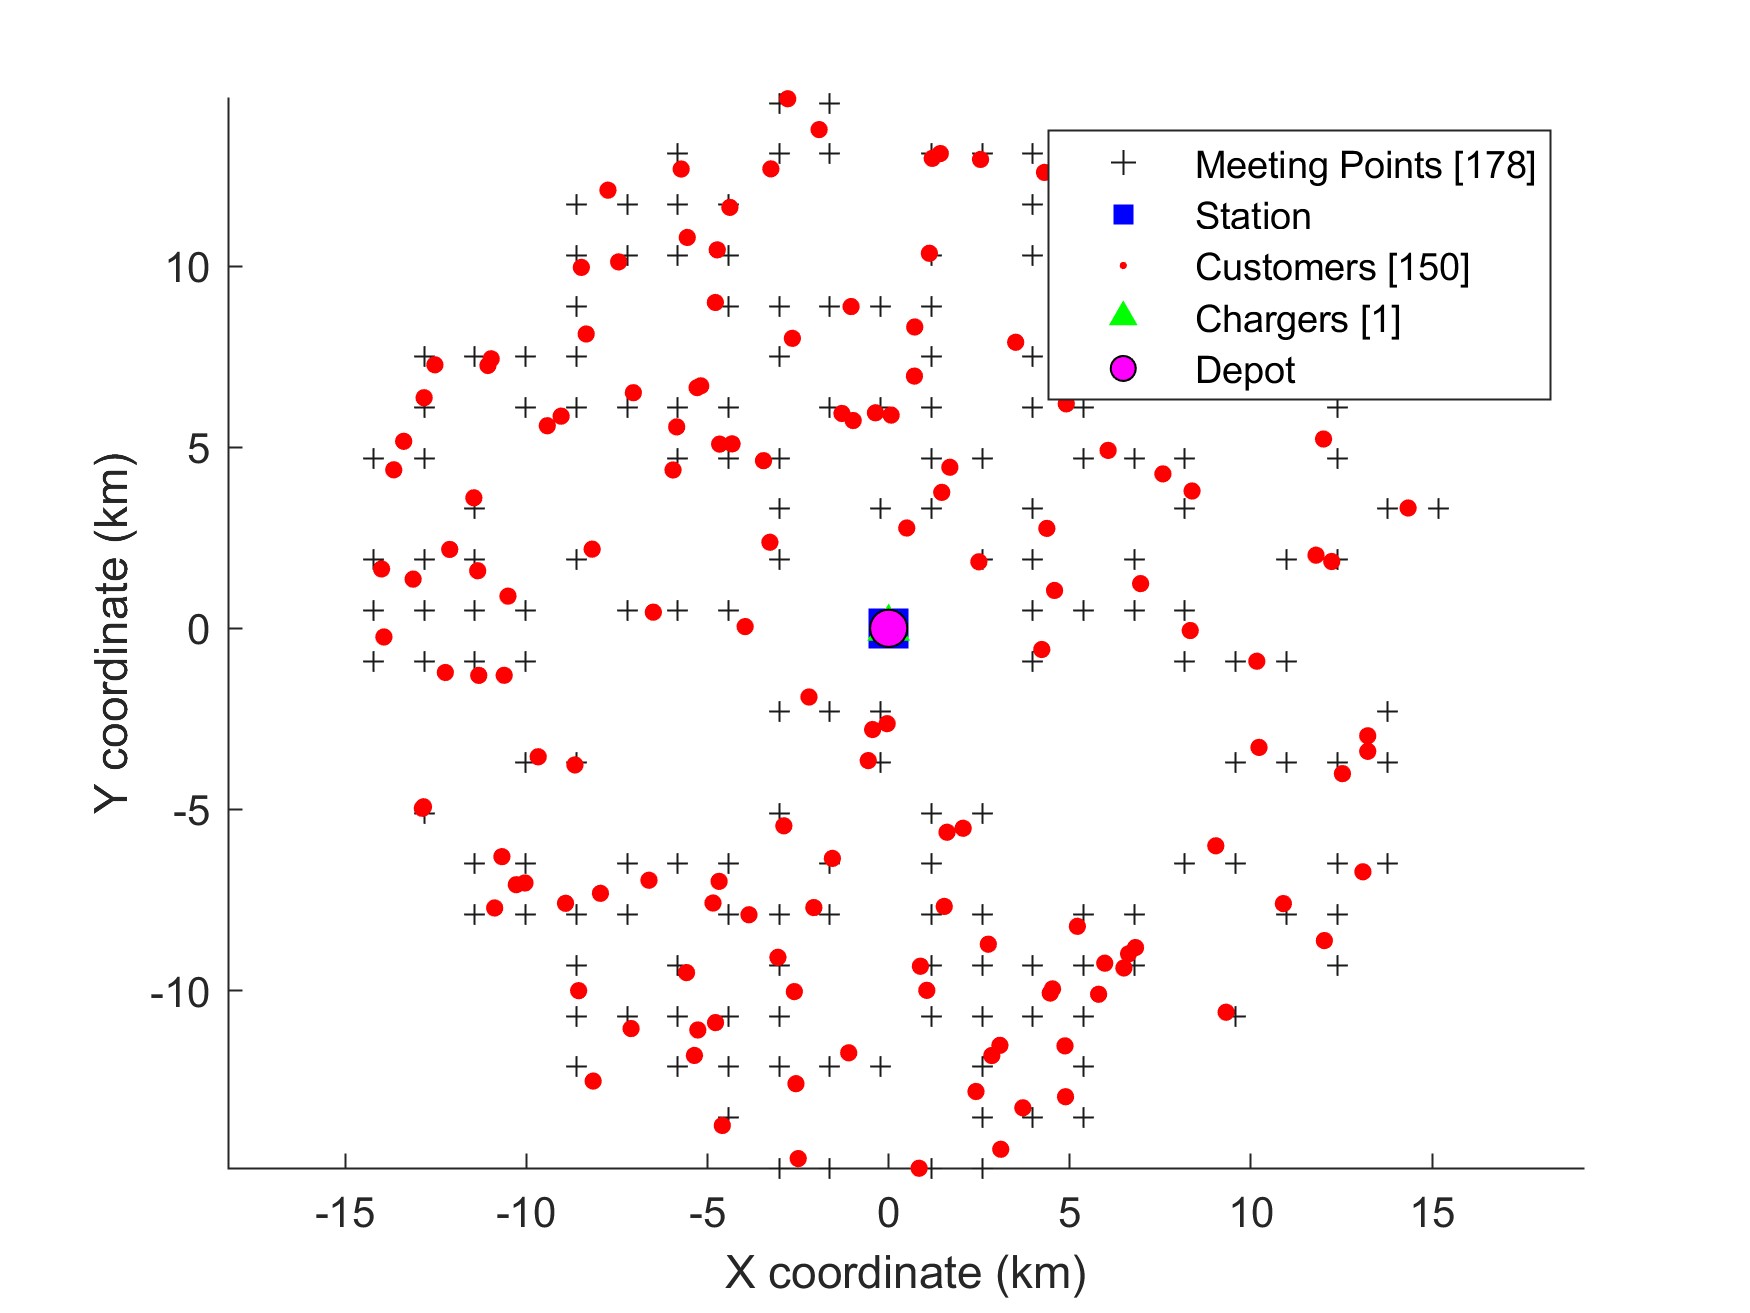 Meeting Points [178]
Station
Customers [150]
Chargers [1]
Depot
10
5
0
-5
-10
Y coordinate (km)
-15 -10 -5 0 5 10 15
X coordinate (km)